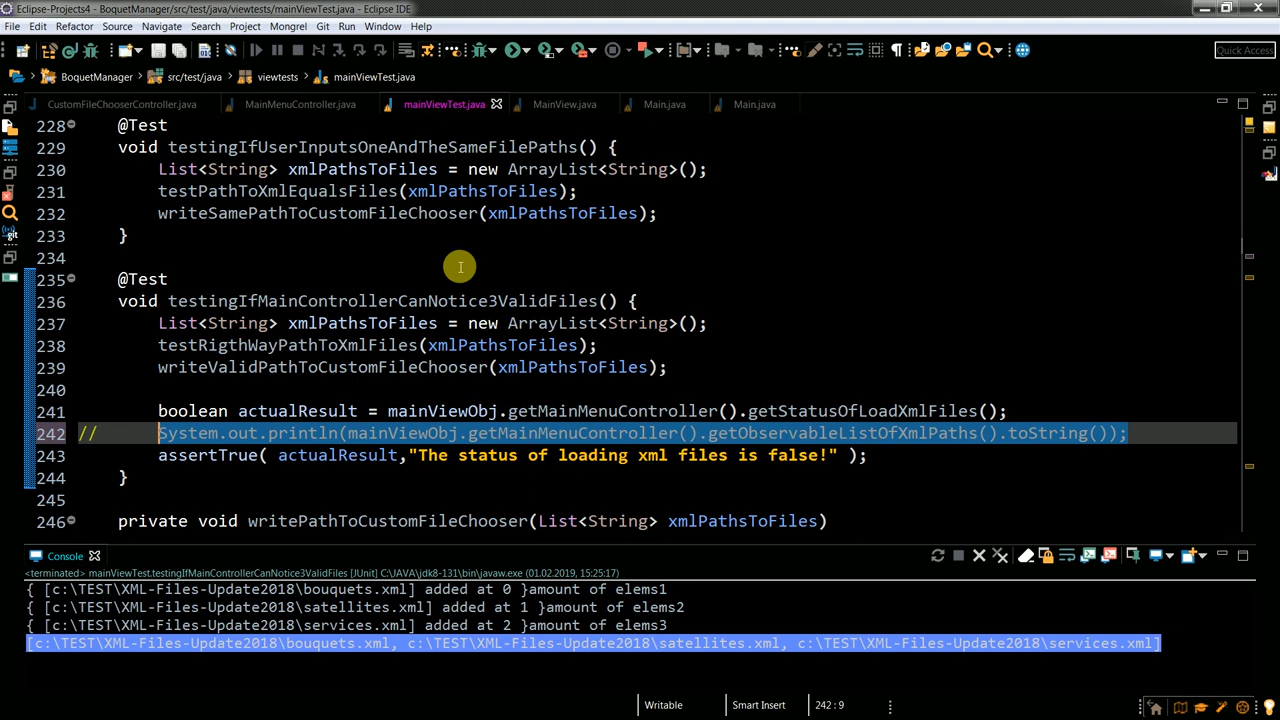 Eclipse-Projects4 - BoquetManager/src/test/java/viewtests/mainViewTest.java - Eclipse IDE
File Edit Refactor Source Navigate Search Project Mongrel Git Run Window Help
Quick Access
BoquetManager src/test/java viewtests mainViewTest.java
CustomFileChooserController.java MainMenuController.java mainViewTest.java MainView.java Main.java Main.java
228 @Test
229 void testingIfUserInputsOneAndTheSameFilePaths() {
230 List<String> xmlPathsToFiles = new ArrayList<String>();
231 testPathToXmlEqualsFiles(xmlPathsToFiles);
232 writeSamePathToCustomFileChooser(xmlPathsToFiles);
233 }
234
235 @Test
236 void testingIfMainControllerCanNotice3ValidFiles() {
237 List<String> xmlPathsToFiles = new ArrayList<String>();
238 testRigthWayPathToXmlFiles(xmlPathsToFiles);
239 writeValidPathToCustomFileChooser(xmlPathsToFiles);
240
241 boolean actualResult = mainViewObj.getMainMenuController().getStatusOfLoadXmlFiles();
242 // System.out.println(mainViewObj.getMainMenuController().getObservableListOfXmlPaths().toString());
243 assertTrue( actualResult,"The status of loading xml files is false!" );
244 }
245
246 private void writePathToCustomFileChooser(List<String> xmlPathsToFiles)
Console
<terminated> mainViewTest.testingIfMainControllerCanNotice3ValidFiles [JUnit] C:\JAVA\jdk8-131\bin\javaw.exe (01.02.2019, 15:25:17)
{ [c:\TEST\XML-Files-Update2018\bouquets.xml] added at 0 }amount of elems1
{ [c:\TEST\XML-Files-Update2018\satellites.xml] added at 1 }amount of elems2
{ [c:\TEST\XML-Files-Update2018\services.xml] added at 2 }amount of elems3
[c:\TEST\XML-Files-Update2018\bouquets.xml, c:\TEST\XML-Files-Update2018\satellites.xml, c:\TEST\XML-Files-Update2018\services.xml]
Writable Smart Insert 242:9